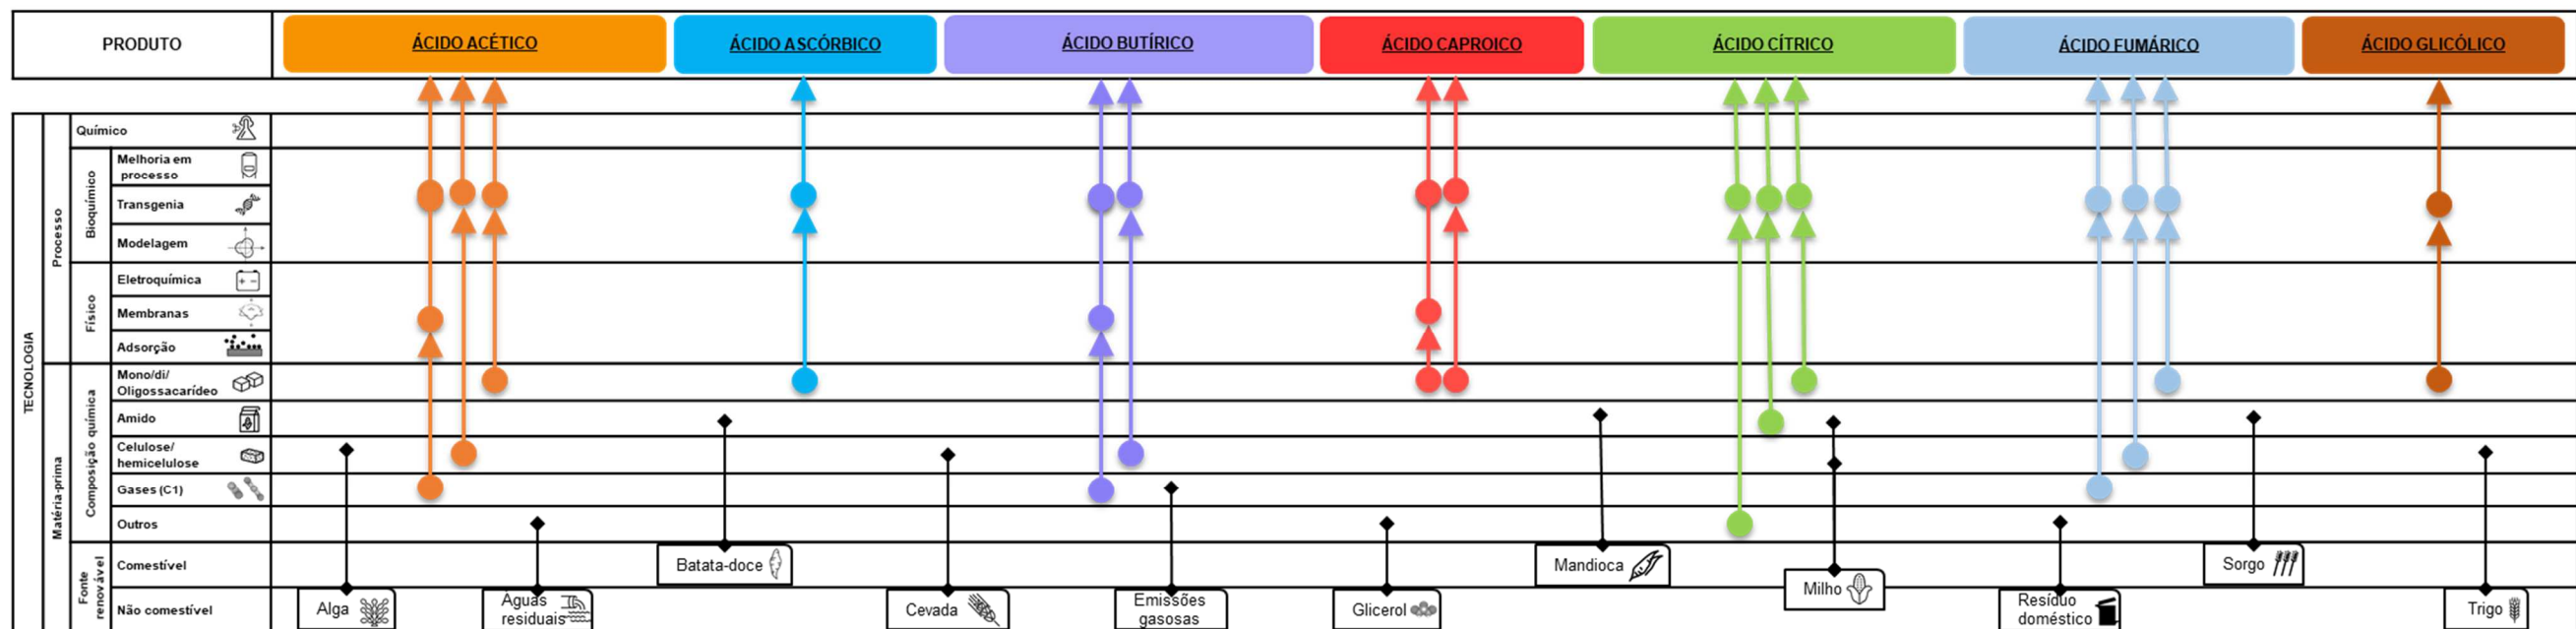 PRODUTO
ÁCIDO ACÉTICO
ÁCIDO ASCÓRBICO
ÁCIDO BUTÍRICO
ÁCIDO CAPROICO
ÁCIDO CÍTRICO
ÁCIDO FUMÁRICO
ÁCIDO GLICÓLICO
TECNOLOGIA
Processo
Químico
Bioquímico
Melhoria em
processo
Transgenia
Modelagem
Físico
Eletroquímica
Membranas
Adsorção
Matéria-prima
Composição química
Mono/di/
Oligossacarídeo
Amido
Celulose/
hemicelulose
Gases (C1)
Outros
Fonte
renovável
Comestível
Não comestível
Alga
Águas
residuais
Batata-doce
Cevada
Emissões
gasosas
Glicerol
Mandioca
Milho
Resíduo
doméstico
Sorgo
Trigo